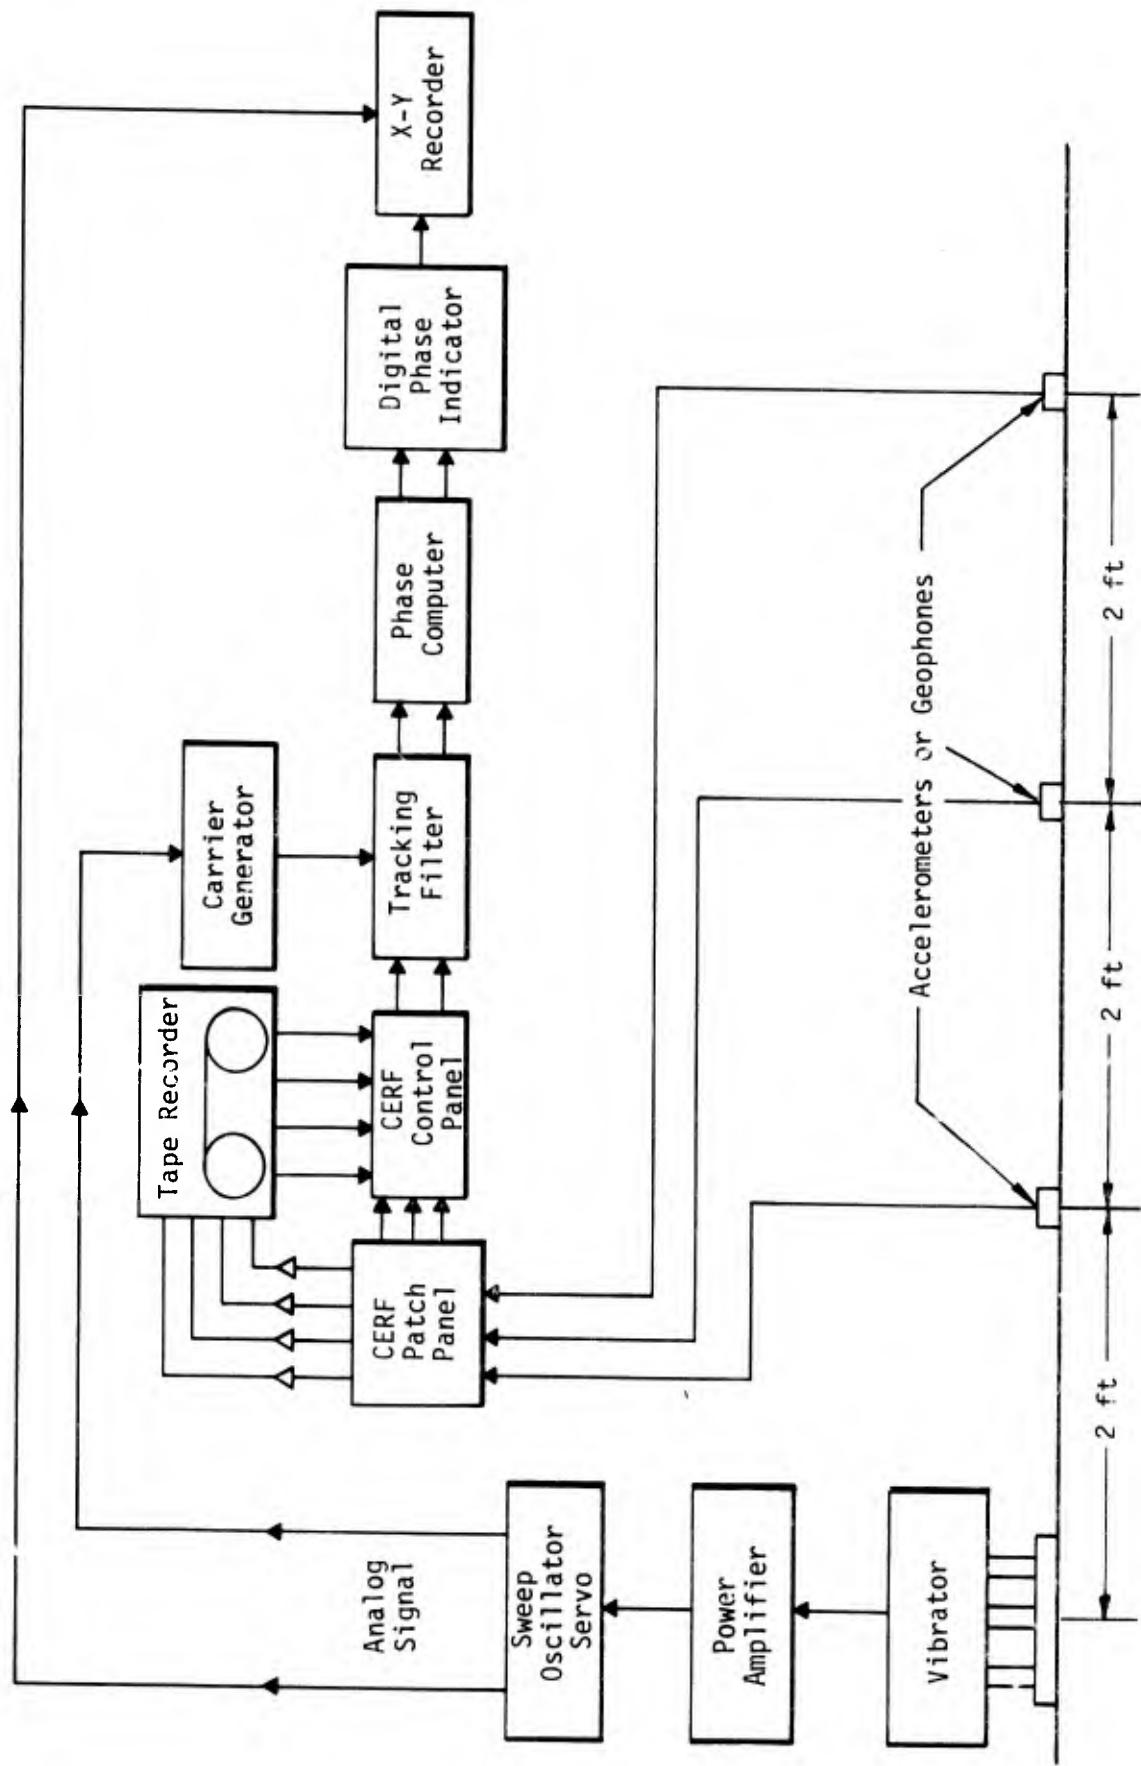 X-Y
Recorder
Digital
Phase
Indicator
Phase
Computer
Carrier
Generator
Tracking
Filter
Tape Recorder
CERF
Control
Panel
CERF
Patch
Panel
Analog
Signal
Sweep
Oscillator
Servo
Power
Amplifier
Vibrator
Accelerometers or Geophones
2 ft
2 ft
2 ft